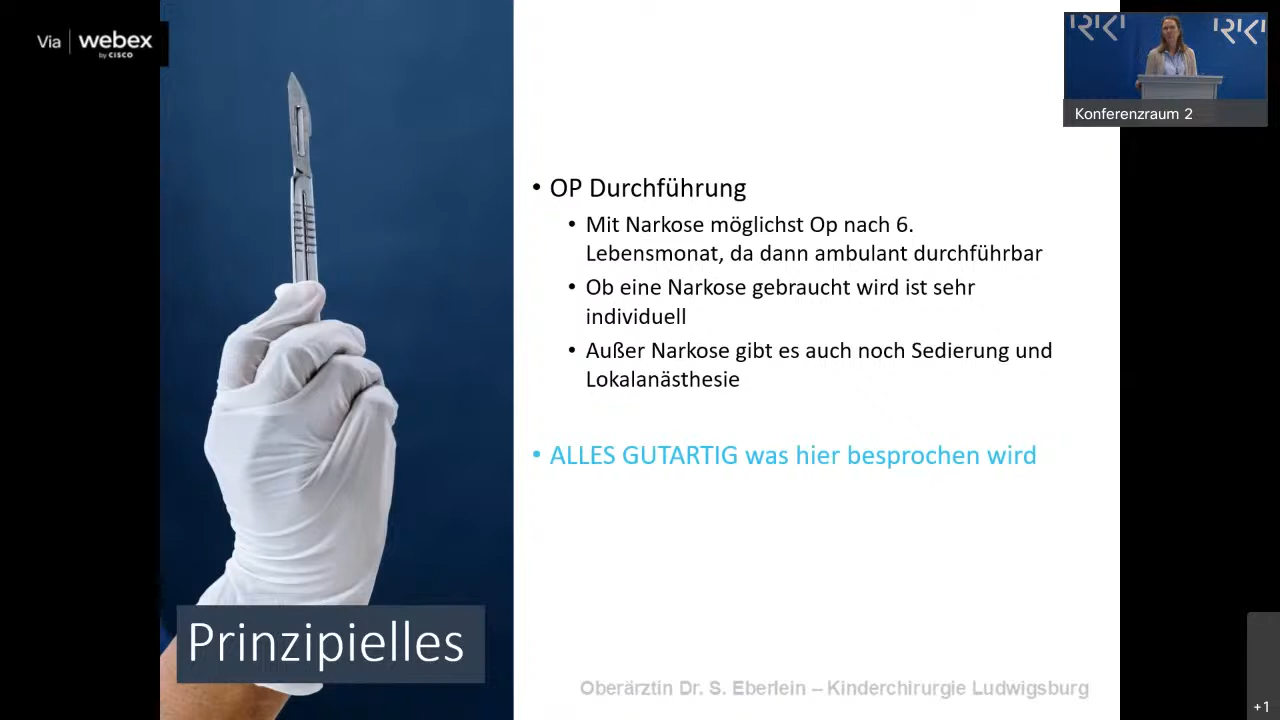 Via
webex
by CISCO
RKI
RKI
Konferenzraum 2
• OP Durchführung
• Mit Narkose möglichst Op nach 6.
Lebensmonat, da dann ambulant durchführbar
• Ob eine Narkose gebraucht wird ist sehr
individuell
• Außer Narkose gibt es auch noch Sedierung und
Lokalanästhesie
• ALLES GUTARTIG was hier besprochen wird
Prinzipielles
Oberärztin Dr. S. Eberlein – Kinderchirurgie Ludwigsburg
+1